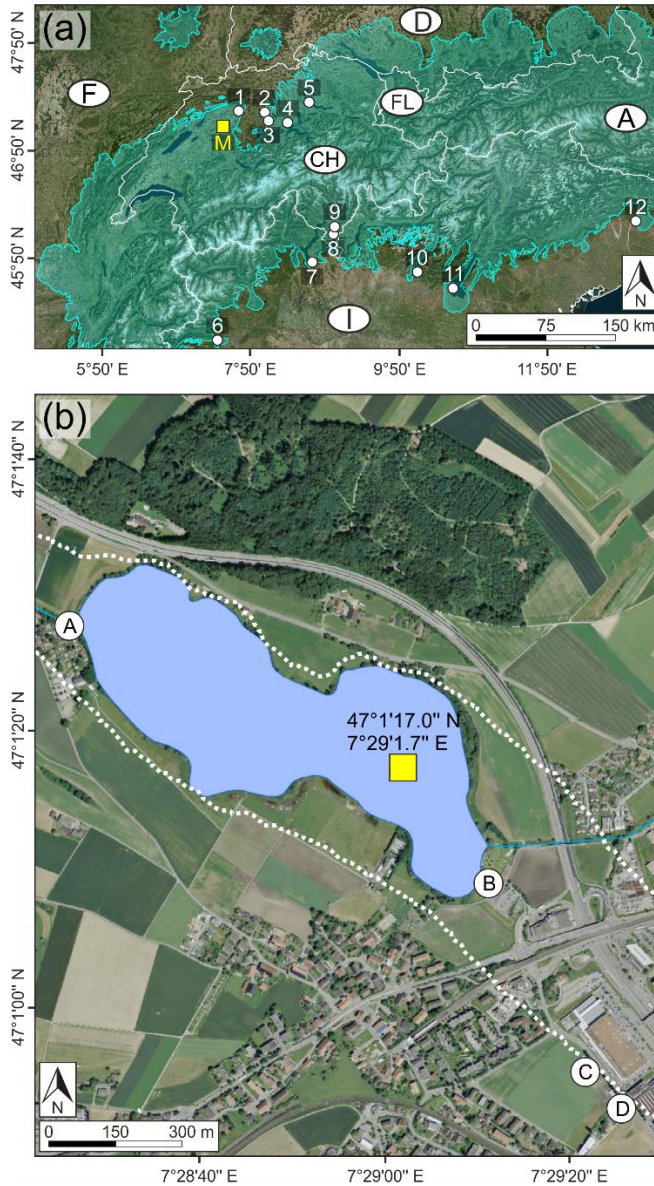 (a)
D
47°50' N
F
5
FL
1
2
4
3
A
46°50' N
M
CH
9
12
8
45°50' N
7
10
11
N
I
6
0 75 150 km
5°50' E 7°50' E 9°50' E 11°50' E
(b)
47°1'40" N
A
47°1'20" N
47°1'17.0" N
7°29'1.7" E
B
47°1'00" N
C
N
D
0 150 300 m
7°28'40" E 7°29'00" E 7°29'20" E